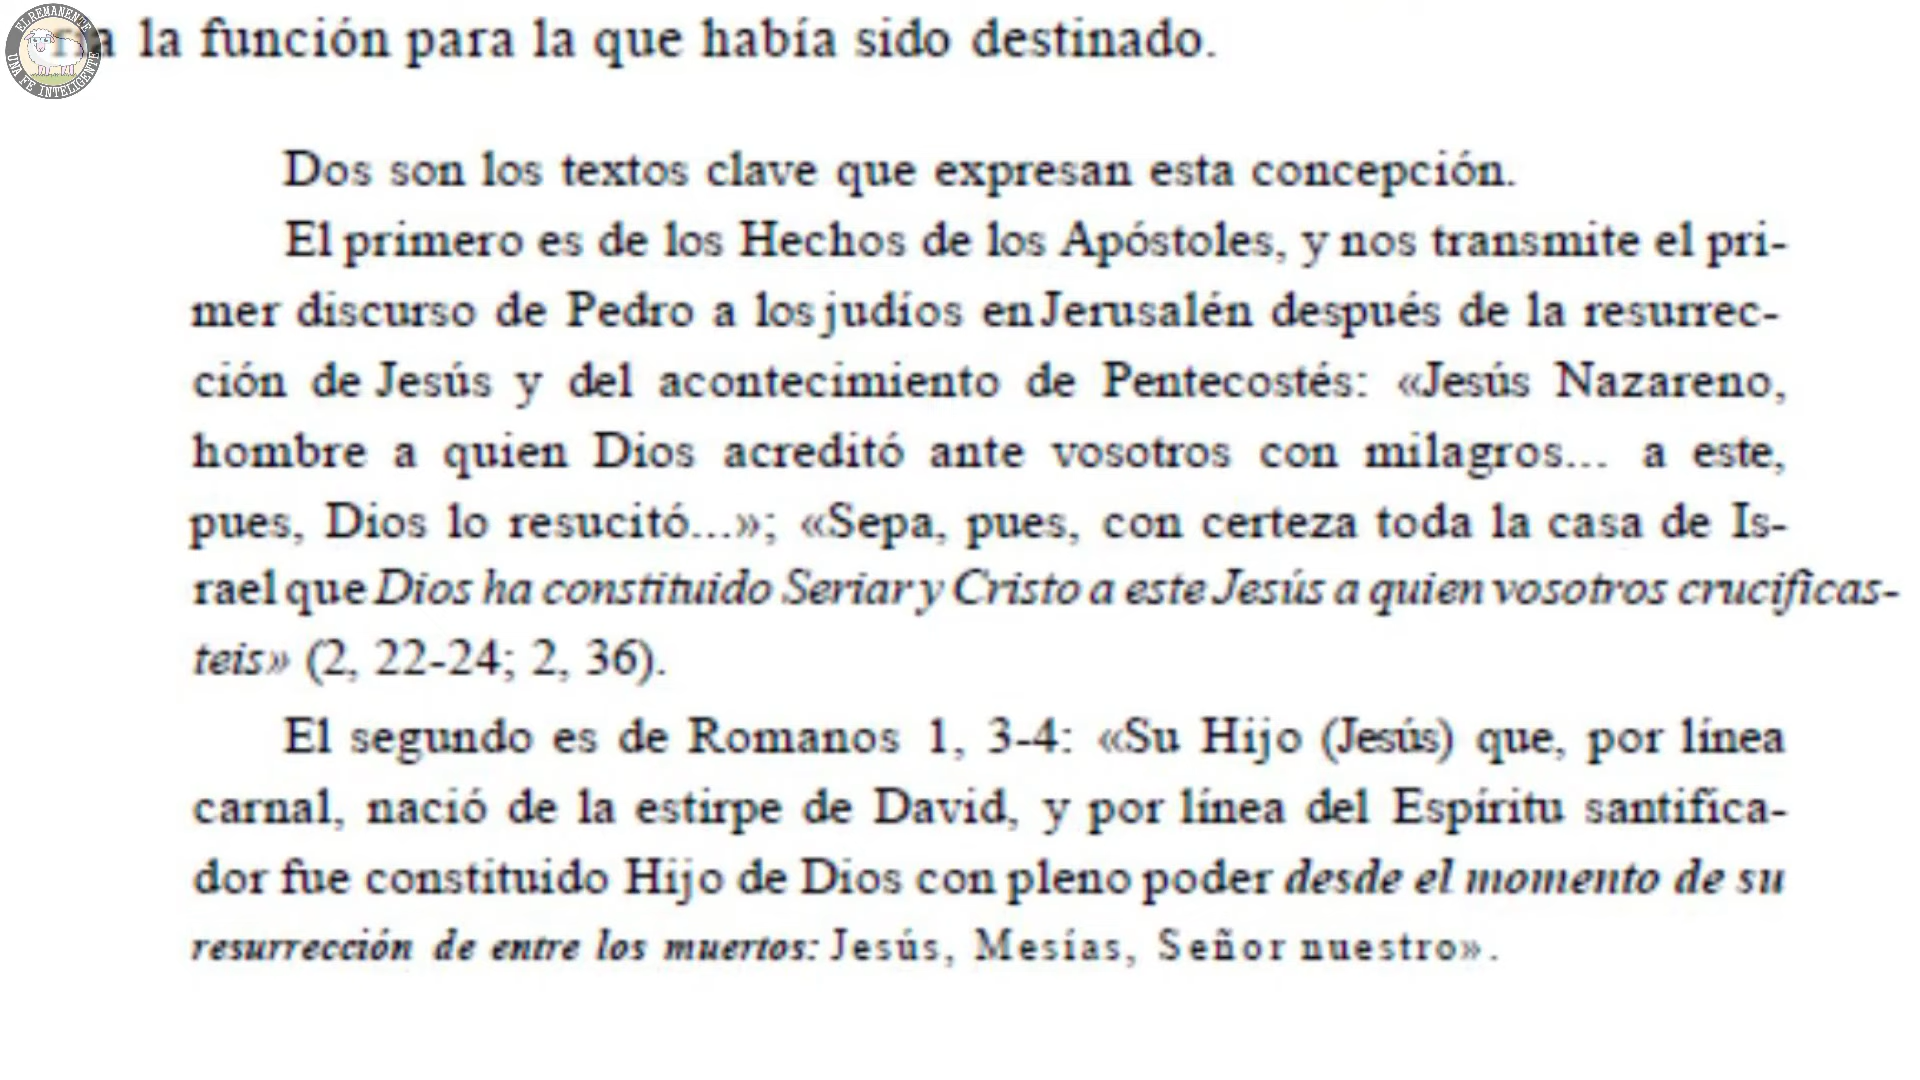 ELREMANENTE
UNA FE INTELIGENTE
la función para la que había sido destinado.
Dos son los textos clave que expresan esta concepción.
El primero es de los Hechos de los Apóstoles, y nos transmite el pri-
mer discurso de Pedro a los judíos en Jerusalén después de la resurrec-
ción de Jesús y del acontecimiento de Pentecostés: «Jesús Nazareno,
hombre a quien Dios acreditó ante vosotros con milagros... a este,
pues, Dios lo resucitó...»; «Sepa, pues, con certeza toda la casa de Is-
rael que Dios ha constituido Seriar y Cristo a este Jesús a quien vosotros crucificas-
teis» (2, 22-24; 2, 36).
El segundo es de Romanos 1, 3-4: «Su Hijo (Jesús) que, por línea
carnal, nació de la estirpe de David, y por línea del Espíritu santifica-
dor fue constituido Hijo de Dios con pleno poder desde el momento de su
resurrección de entre los muertos: Jesús, Mesías, Señor nuestro».